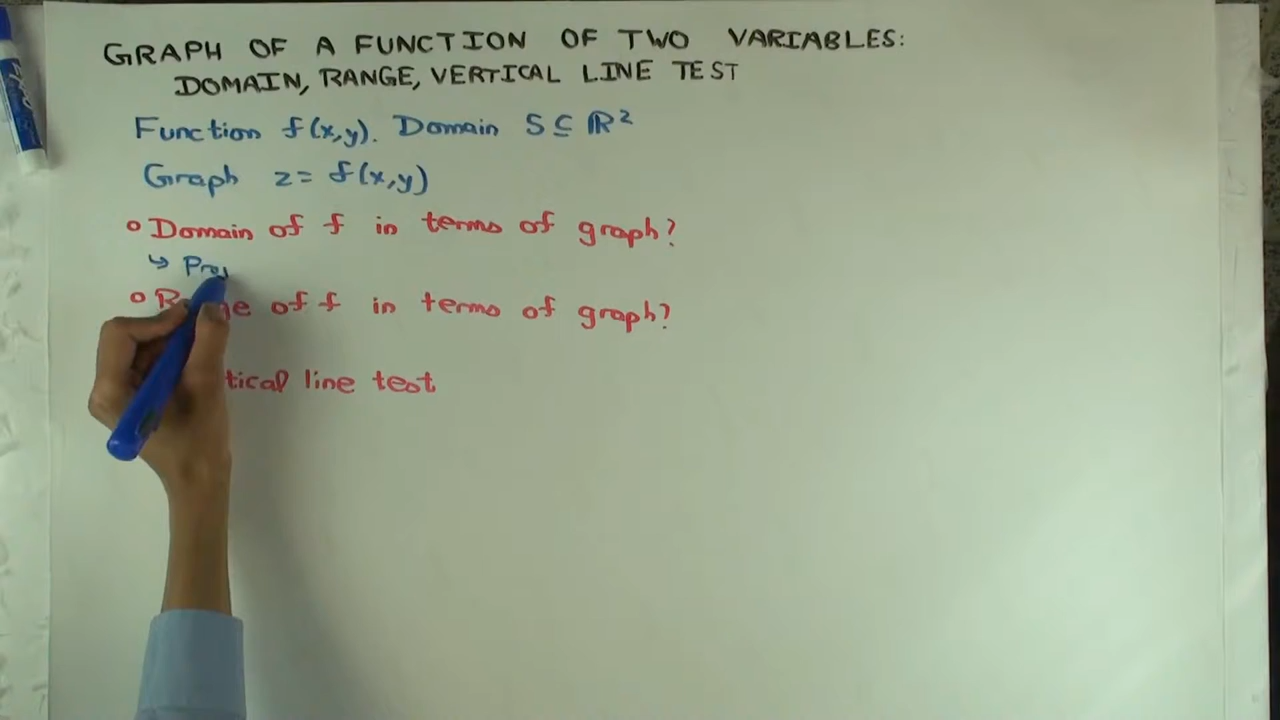 GRAPH OF A FUNCTION OF TWO VARIABLES:
DOMAIN, RANGE, VERTICAL LINE TEST
Function f(x,y). Domain S ⊆ ℝ²
Graph z = f(x,y)
o Domain of f in terms of graph?
↳ Proj
o of f in terms of graph?
tical line test